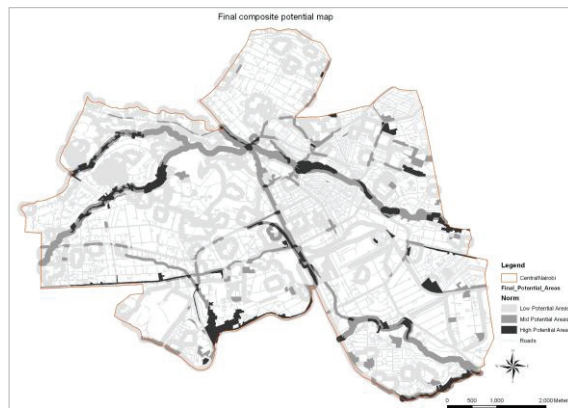 Final composite potential map
Legend
CentralNairobi
Final_Potential_Areas
Norm
Low Potential Areas
Mid Potential Areas
High Potential Areas
Roads
0 500 1.000 2.000 Meters